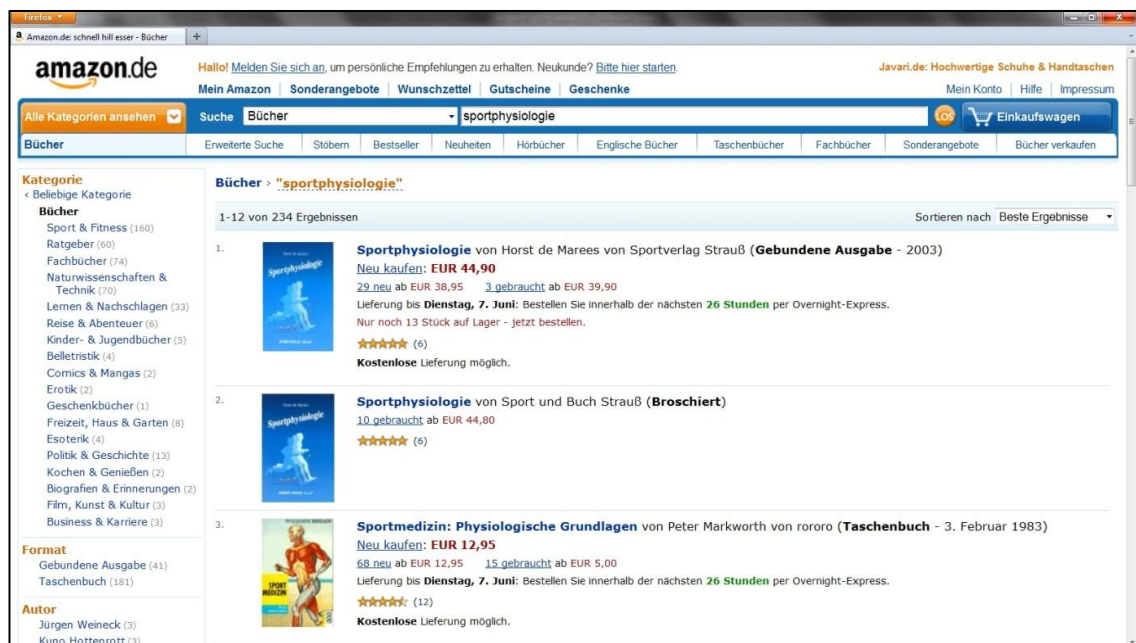 Firefox
Amazon.de: schnell hill esser - Bücher
amazon.de
Hallo! Melden Sie sich an, um persönliche Empfehlungen zu erhalten. Neukunde? Bitte hier starten.
Javari.de: Hochwertige Schuhe & Handtaschen
Mein Amazon Sonderangebote Wunschzettel Gutscheine Geschenke
Mein Konto Hilfe Impressum
Alle Kategorien ansehen Suche Bücher sportphysiologie LOS Einkaufswagen
Bücher Erweiterte Suche Stöbern Bestseller Neuheiten Hörbücher Englische Bücher Taschenbücher Fachbücher Sonderangebote Bücher verkaufen
Kategorie
‹ Beliebige Kategorie
Bücher
Sport & Fitness (160)
Ratgeber (60)
Fachbücher (74)
Naturwissenschaften &
Technik (70)
Lernen & Nachschlagen (33)
Reise & Abenteuer (6)
Kinder- & Jugendbücher (5)
Belletristik (4)
Comics & Mangas (2)
Erotik (2)
Geschenkbücher (1)
Freizeit, Haus & Garten (8)
Esoterik (4)
Politik & Geschichte (13)
Kochen & Genießen (2)
Biografien & Erinnerungen (2)
Film, Kunst & Kultur (3)
Business & Karriere (3)
Format
Gebundene Ausgabe (41)
Taschenbuch (181)
Autor
Jürgen Weineck (3)
Kuno Hottenrott (3)
Bücher › "sportphysiologie"
1-12 von 234 Ergebnissen
Sortieren nach Beste Ergebnisse
1.
Sportphysiologie
Sportphysiologie von Horst de Marees von Sportverlag Strauß (Gebundene Ausgabe - 2003)
Neu kaufen: EUR 44,90
29 neu ab EUR 38,95 3 gebraucht ab EUR 39,90
Lieferung bis Dienstag, 7. Juni: Bestellen Sie innerhalb der nächsten 26 Stunden per Overnight-Express.
Nur noch 13 Stück auf Lager - jetzt bestellen.
(6)
Kostenlose Lieferung möglich.
2.
Sportphysiologie
Sportphysiologie von Sport und Buch Strauß (Broschiert)
10 gebraucht ab EUR 44,80
(6)
3.
SPORT
MEDIZIN
Sportmedizin: Physiologische Grundlagen von Peter Markworth von rororo (Taschenbuch - 3. Februar 1983)
Neu kaufen: EUR 12,95
68 neu ab EUR 12,95 15 gebraucht ab EUR 5,00
Lieferung bis Dienstag, 7. Juni: Bestellen Sie innerhalb der nächsten 26 Stunden per Overnight-Express.
(12)
Kostenlose Lieferung möglich.